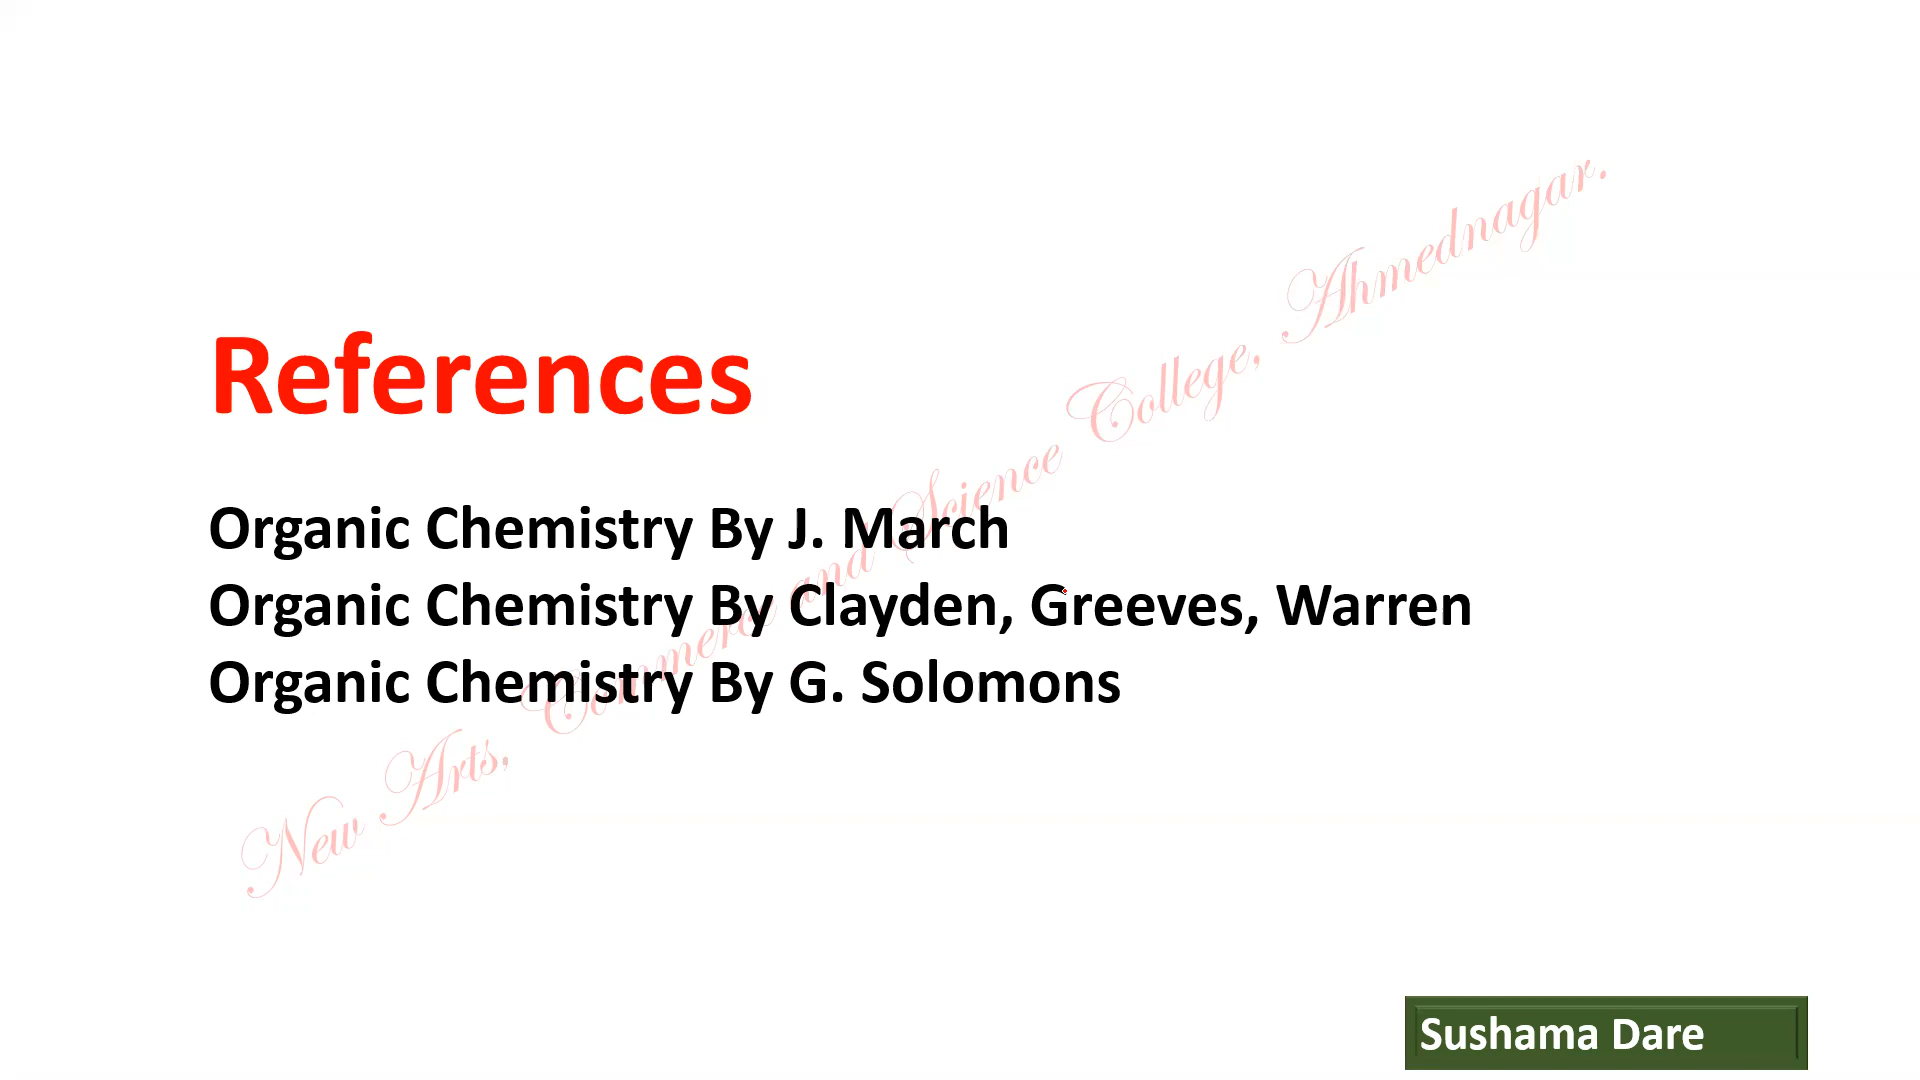 References
Organic Chemistry By J. March
Organic Chemistry By Clayden, Greeves, Warren
Organic Chemistry By G. Solomons
New Arts, Commerce and Science College, Ahmednagar.
Sushama Dare